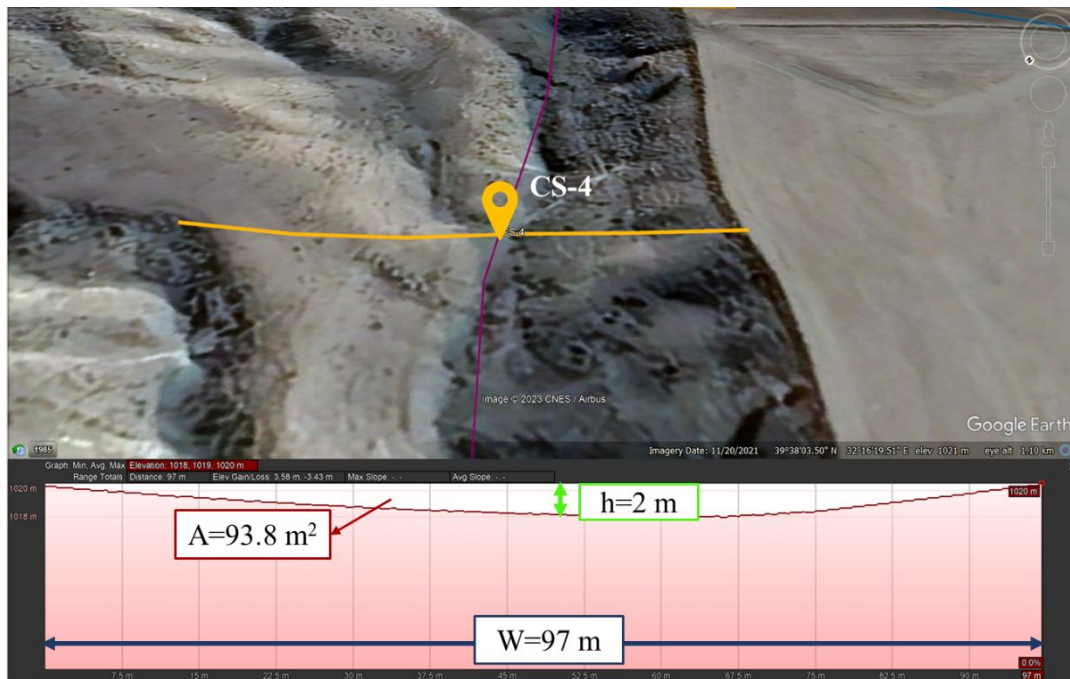 CS-4
CS-4
Image © 2023 CNES / Airbus
Google Earth
1985
Imagery Date: 11/20/2021 39°38'03.50" N 32°16'19.51" E elev 1021 m eye alt 1.10 km
Graph: Min, Avg, Max Elevation: 1018, 1019, 1020 m
Range Totals: Distance: 97 m Elev Gain/Loss: 3.58 m, -3.43 m Max Slope: -, - Avg Slope: -, -
1020 m
1020 m
h=2 m
1018 m
A=93.8 m²
W=97 m
0.0%
7.5 m 15 m 22.5 m 30 m 37.5 m 45 m 52.5 m 60 m 67.5 m 75 m 82.5 m 90 m 97 m